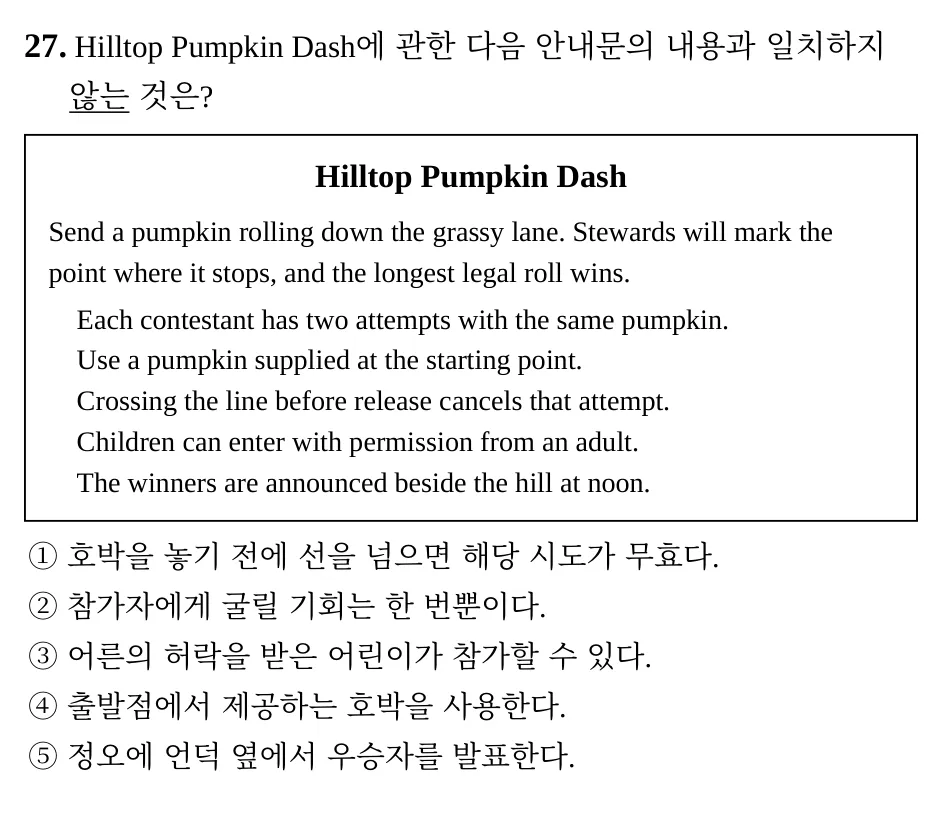 27. Hilltop Pumpkin Dash에 관한 다음 안내문의 내용과 일치하지
않는 것은?
Hilltop Pumpkin Dash
Send a pumpkin rolling down the grassy lane. Stewards will mark the
point where it stops, and the longest legal roll wins.
Each contestant has two attempts with the same pumpkin.
Use a pumpkin supplied at the starting point.
Crossing the line before release cancels that attempt.
Children can enter with permission from an adult.
The winners are announced beside the hill at noon.
① 호박을 놓기 전에 선을 넘으면 해당 시도가 무효다.
② 참가자에게 굴릴 기회는 한 번뿐이다.
③ 어른의 허락을 받은 어린이가 참가할 수 있다.
④ 출발점에서 제공하는 호박을 사용한다.
⑤ 정오에 언덕 옆에서 우승자를 발표한다.